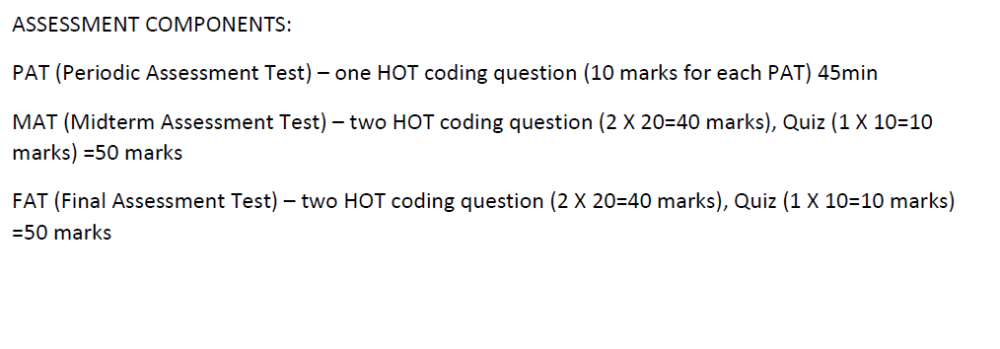 ASSESSMENT COMPONENTS:
PAT (Periodic Assessment Test) – one HOT coding question (10 marks for each PAT) 45min
MAT (Midterm Assessment Test) – two HOT coding question (2 X 20=40 marks), Quiz (1 X 10=10
marks) =50 marks
FAT (Final Assessment Test) – two HOT coding question (2 X 20=40 marks), Quiz (1 X 10=10 marks)
=50 marks